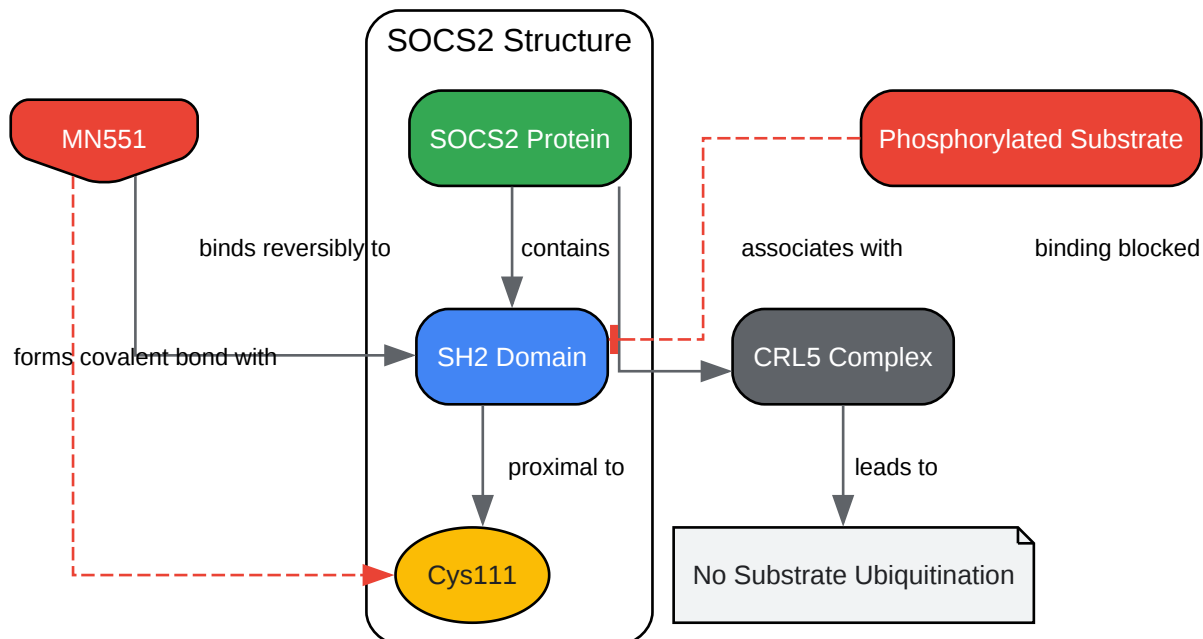 SOCS2 Structure
MN551
SOCS2 Protein
Phosphorylated Substrate
binds reversibly to
contains
associates with
binding blocked
forms covalent bond with
SH2 Domain
CRL5 Complex
proximal to
leads to
Cys111
No Substrate Ubiquitination